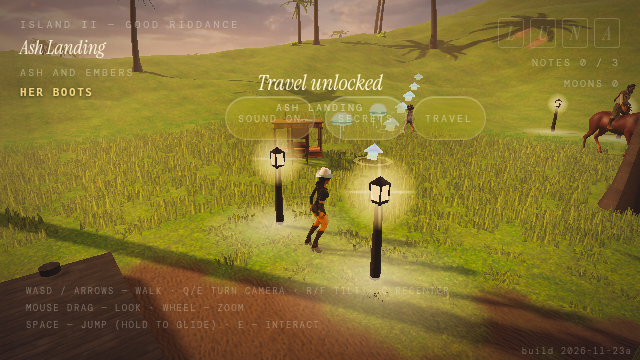 ISLAND II — GOOD RIDDANCE
Ash Landing
ASH AND EMBERS
HER BOOTS
LUNA
NOTES 0 / 3
MOONS 0
Travel unlocked
ASH LANDING
SOUND ON
SECRETS
TRAVEL
WASD / ARROWS — WALK · Q/E TURN CAMERA · R/F TILT · RECENTER
MOUSE DRAG — LOOK · WHEEL — ZOOM
SPACE — JUMP (HOLD TO GLIDE) · E — INTERACT
build 2026-11-23a